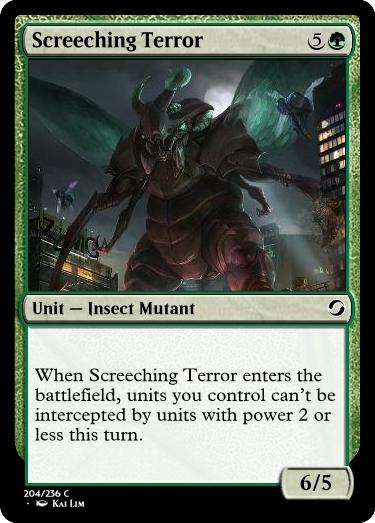 Screeching Terror 5
Unit — Insect Mutant
When Screeching Terror enters the
battlefield, units you control can't be
intercepted by units with power 2 or
less this turn.
6/5
204/236 C
· Kai Lim